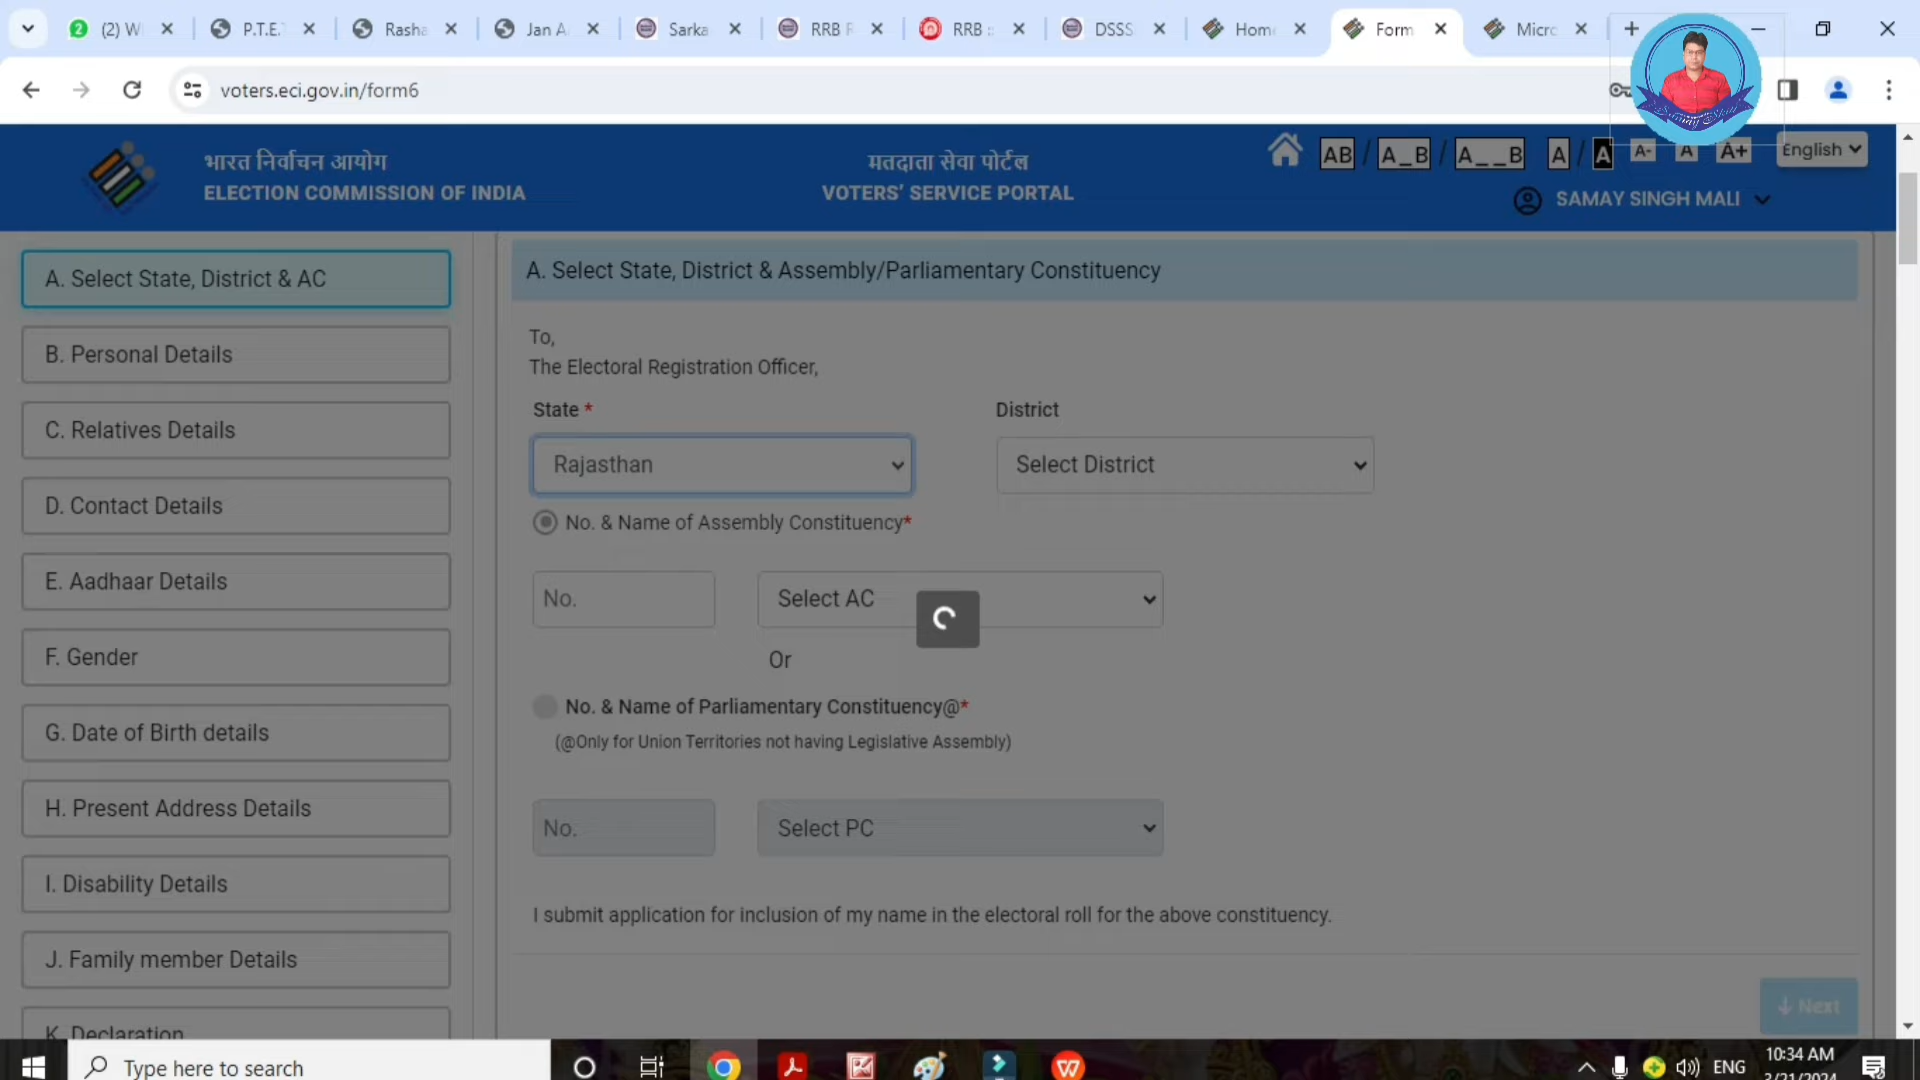 (2) W
P.T.E.
Rasha
Jan A
Sarka
RRB R
RRB ::
DSSS
Home
Form
Micro
voters.eci.gov.in/form6
भारत निर्वाचन आयोग
ELECTION COMMISSION OF INDIA
मतदाता सेवा पोर्टल
VOTERS' SERVICE PORTAL
AB / A_B / A__B A / A A- A A+ English
SAMAY SINGH MALI
A. Select State, District & AC
B. Personal Details
C. Relatives Details
D. Contact Details
E. Aadhaar Details
F. Gender
G. Date of Birth details
H. Present Address Details
I. Disability Details
J. Family member Details
K. Declaration
A. Select State, District & Assembly/Parliamentary Constituency
To,
The Electoral Registration Officer,
State * District
Rajasthan Select District
No. & Name of Assembly Constituency*
No. Select AC
Or
No. & Name of Parliamentary Constituency@*
(@Only for Union Territories not having Legislative Assembly)
No. Select PC
I submit application for inclusion of my name in the electoral roll for the above constituency.
Next
Type here to search
ENG
10:34 AM
3/21/2024